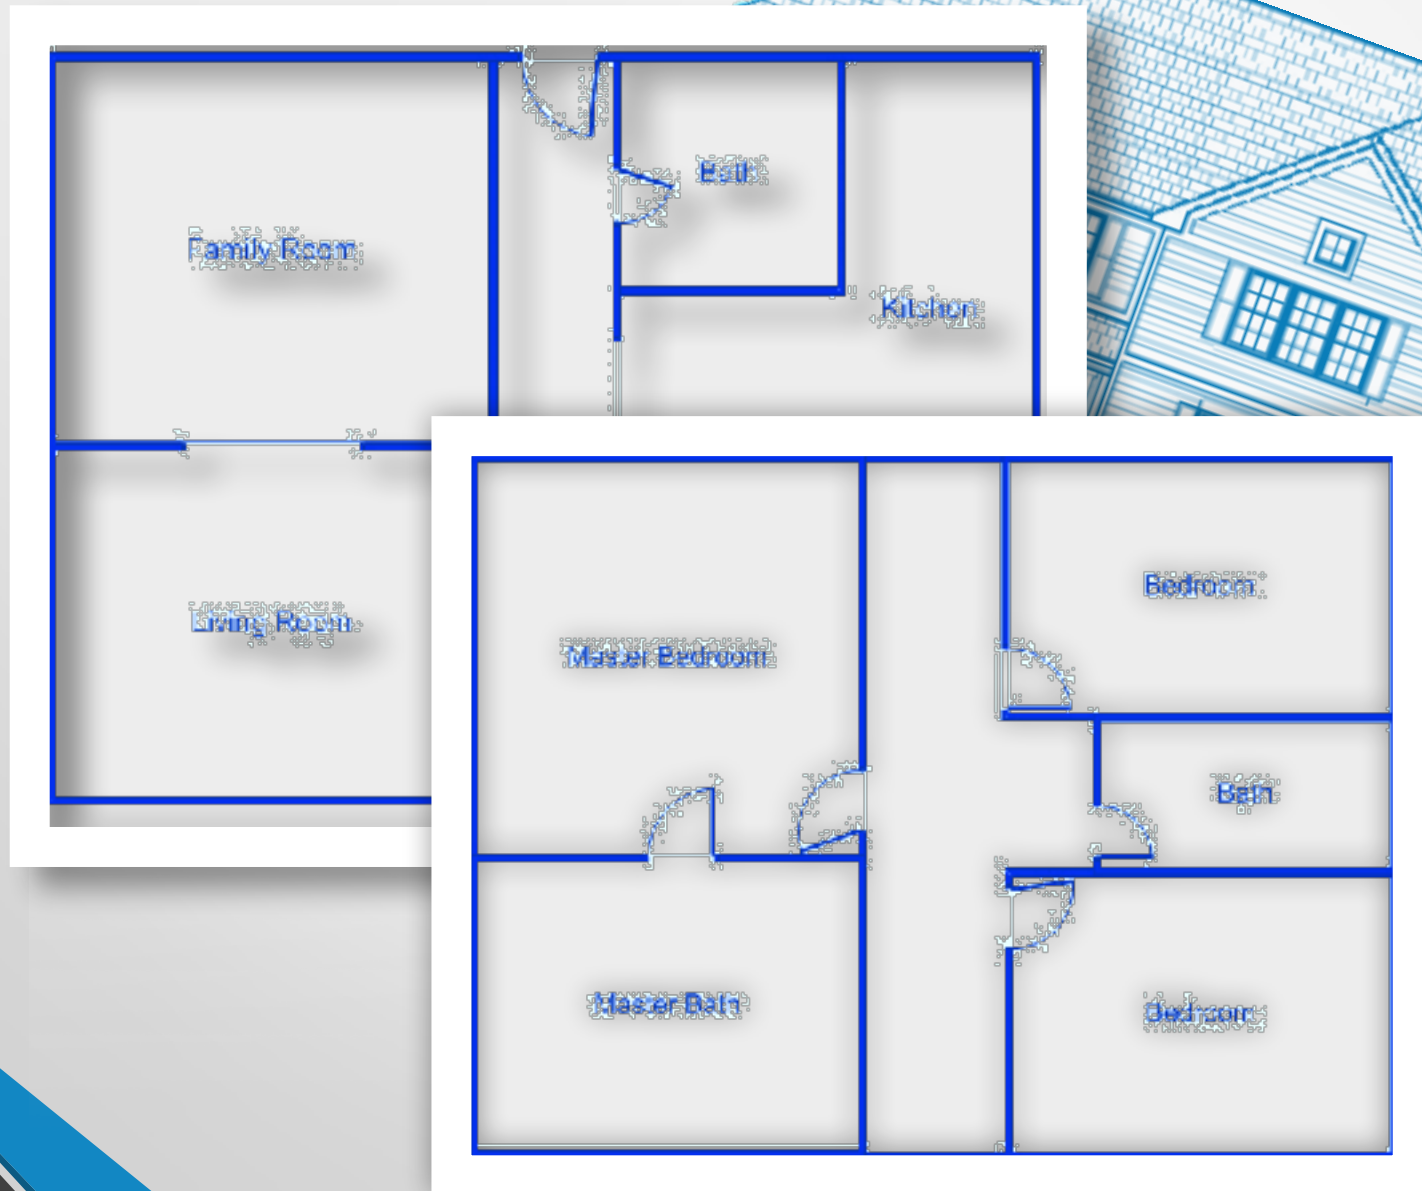 Family Room
Bath
Kitchen
Living Room
Master Bedroom
Bedroom
Bath
Master Bath
Bedroom